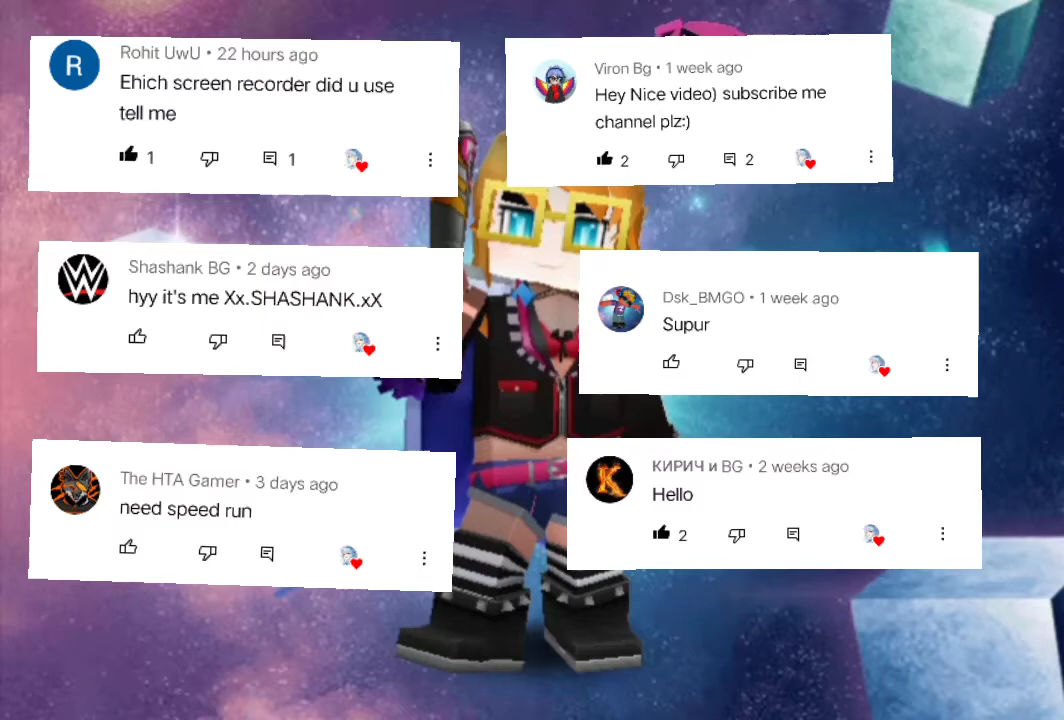 R
Rohit UwU • 22 hours ago
Ehich screen recorder did u use
tell me
1
1
Viron Bg • 1 week ago
Hey Nice video) subscribe me
channel plz:)
2
2
W
Shashank BG • 2 days ago
hyy it's me Xx.SHASHANK.xX
Dsk_BMGO • 1 week ago
Supur
The HTA Gamer • 3 days ago
need speed run
K
КИРИЧ и BG • 2 weeks ago
Hello
2